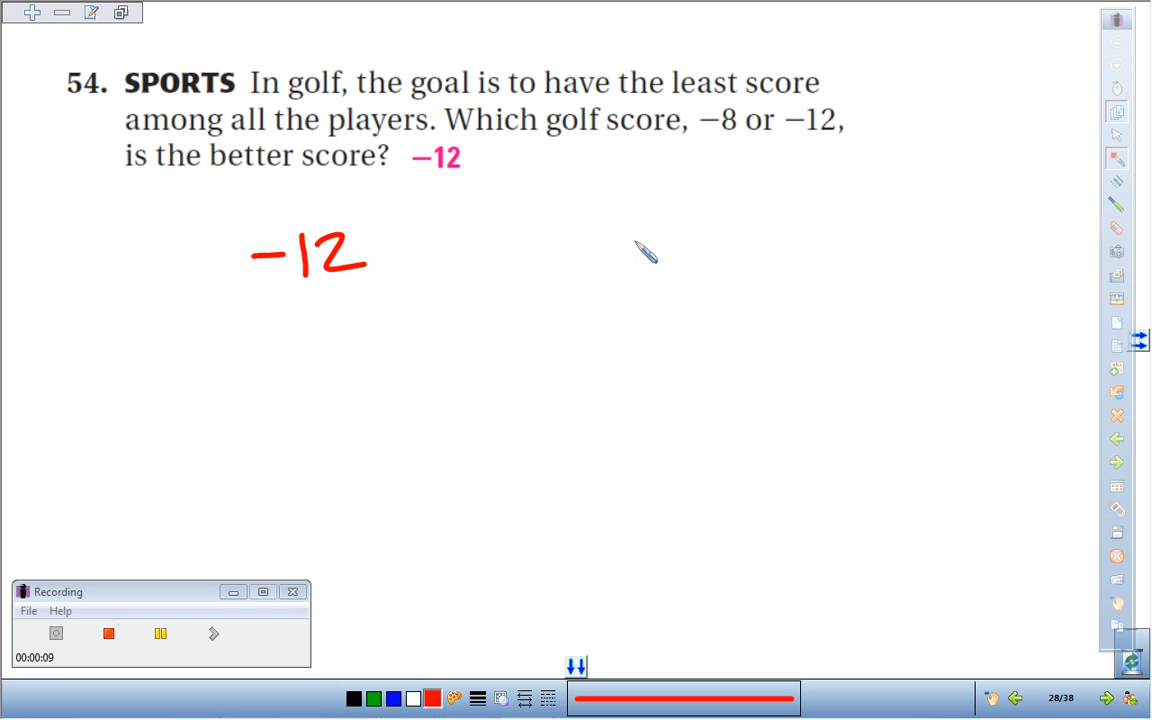 54. SPORTS In golf, the goal is to have the least score
among all the players. Which golf score, −8 or −12,
is the better score? −12
−12
Recording
File Help
00:00:09
28/38